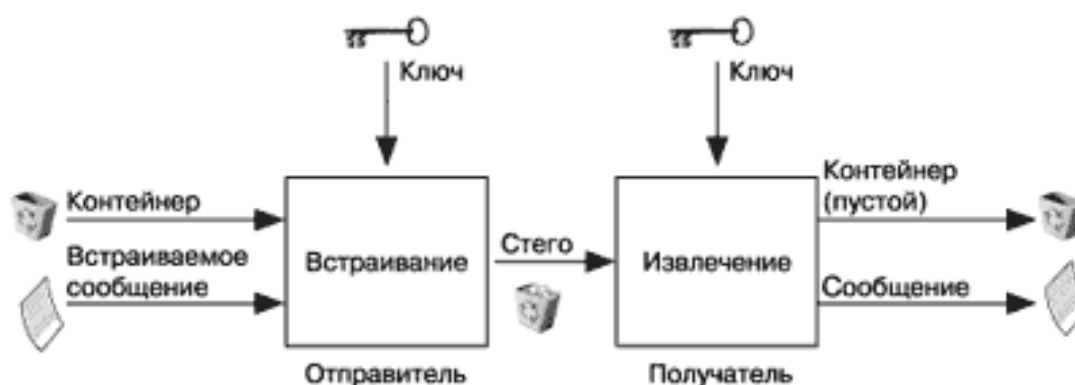 Ключ
Ключ
Контейнер
Встраиваемое
сообщение
Встраивание
Отправитель
Стего
Извлечение
Получатель
Контейнер
(пустой)
Сообщение